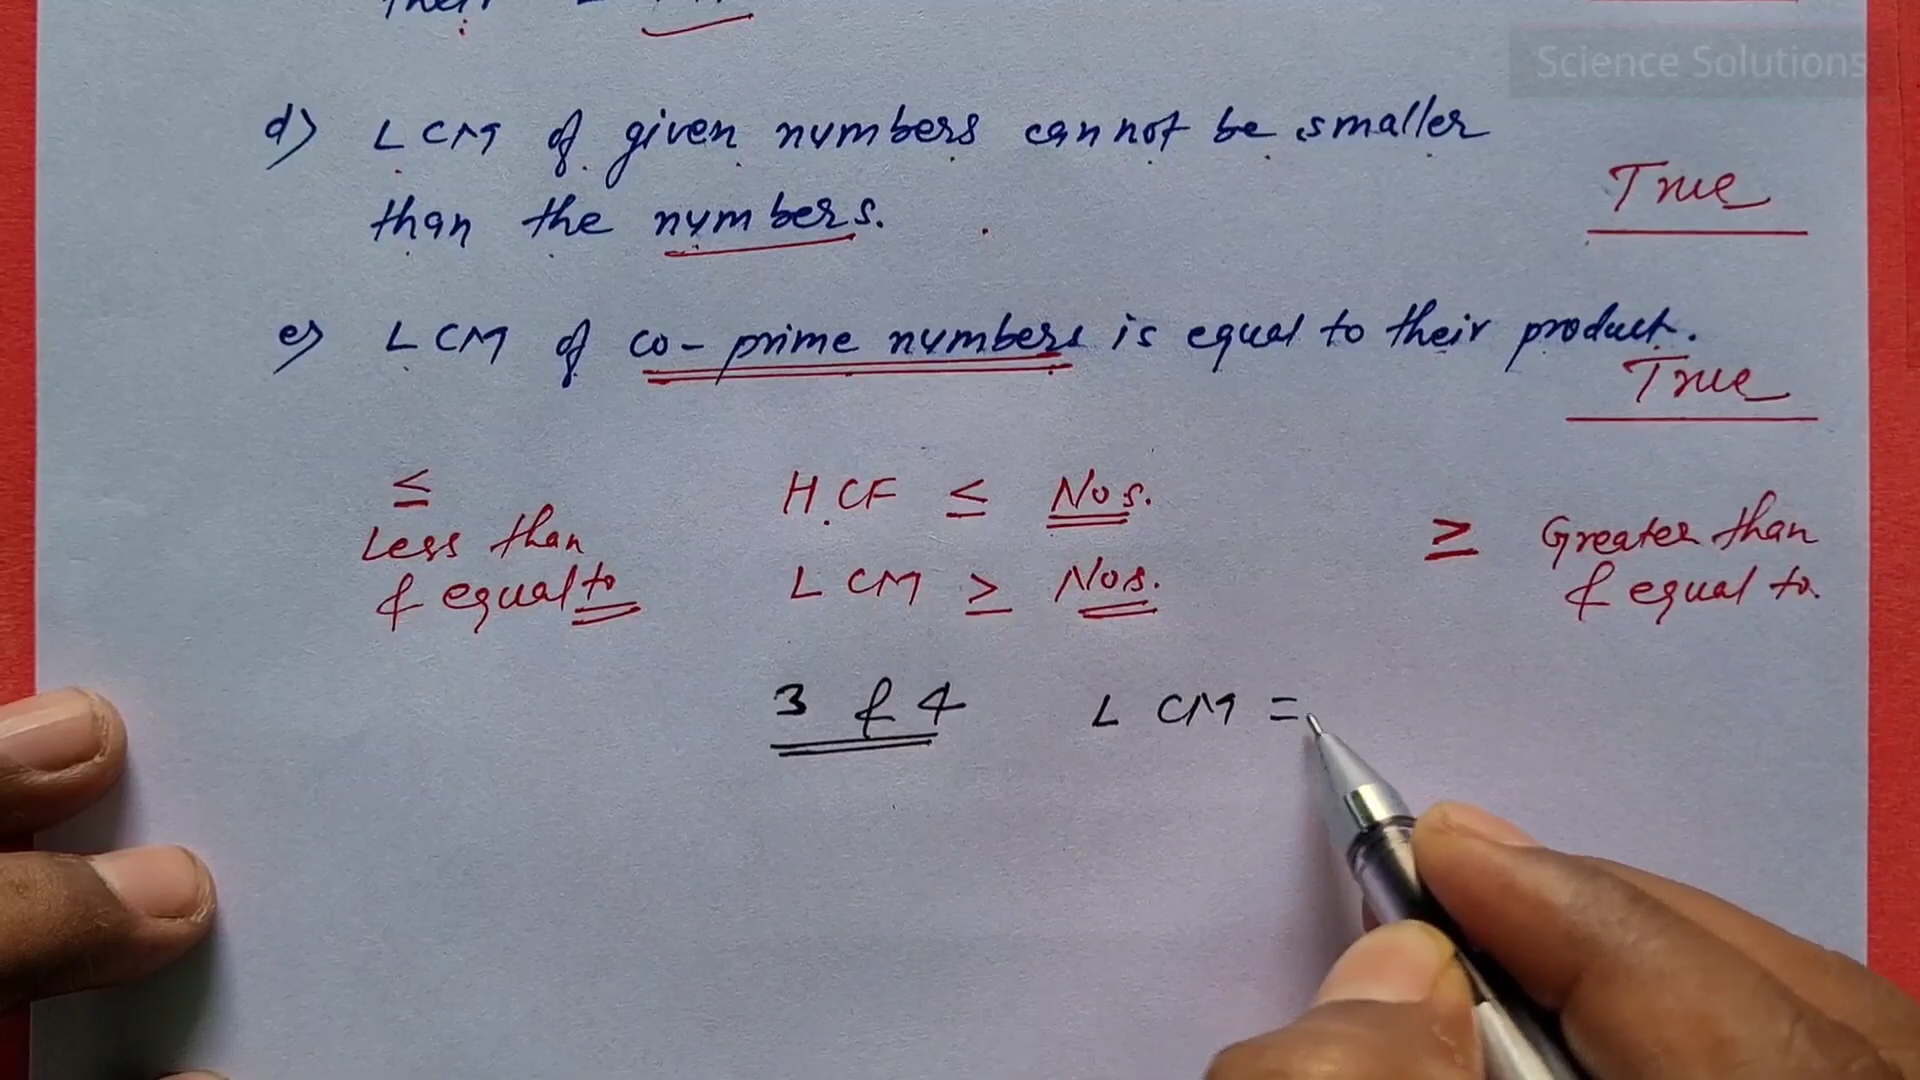 their L
Science Solutions
d) LCM of given numbers cannot be smaller
than the numbers.
True
e) LCM of co-prime numbers is equal to their product.
True
≤
Less than
& equal to
H.CF ≤ Nos.
LCM ≥ Nos.
≥ Greater than
& equal to.
3 & 4 LCM =